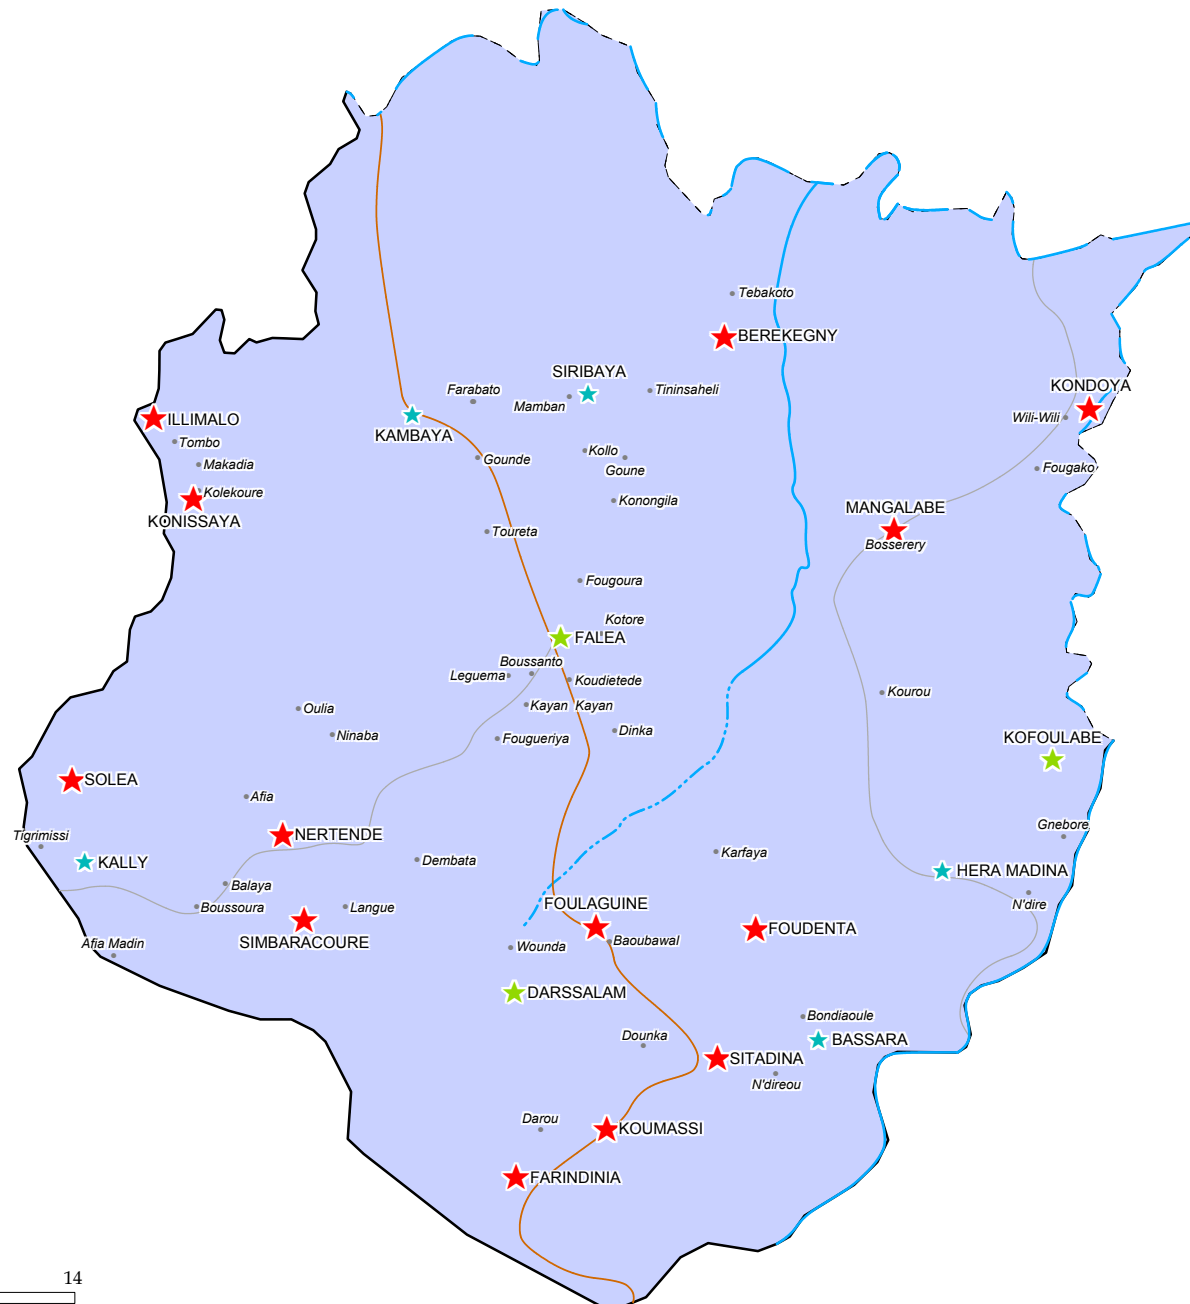 Tebakoto
BEREKEGNY
SIRIBAYA
KONDOYA
Farabato
Mamban
Tininsaheli
ILLIMALO
Wili-Wili
KAMBAYA
Tombo
Makadia
Gounde
Kollo
Goune
Fougako
Kolekoure
Konongila
MANGALABE
KONISSAYA
Toureta
Bosserery
Fougoura
Kotore
FALEA
Boussanto
Leguema
Koudietede
Kourou
Oulia
Kayan
Kayan
Ninaba
Fougueriya
Dinka
KOFOULABE
SOLEA
Afia
Gnebore
Tigrimissi
NERTENDE
Karfaya
KALLY
Dembata
HERA MADINA
Balaya
Boussoura
Langue
FOULAGUINE
N'dire
FOUDENTA
SIMBARACOURE
Afia Madin
Wounda
Baoubawal
DARSSALAM
Bondiaoule
Dounka
BASSARA
SITADINA
N'direou
Darou
KOUMASSI
FARINDINIA
14